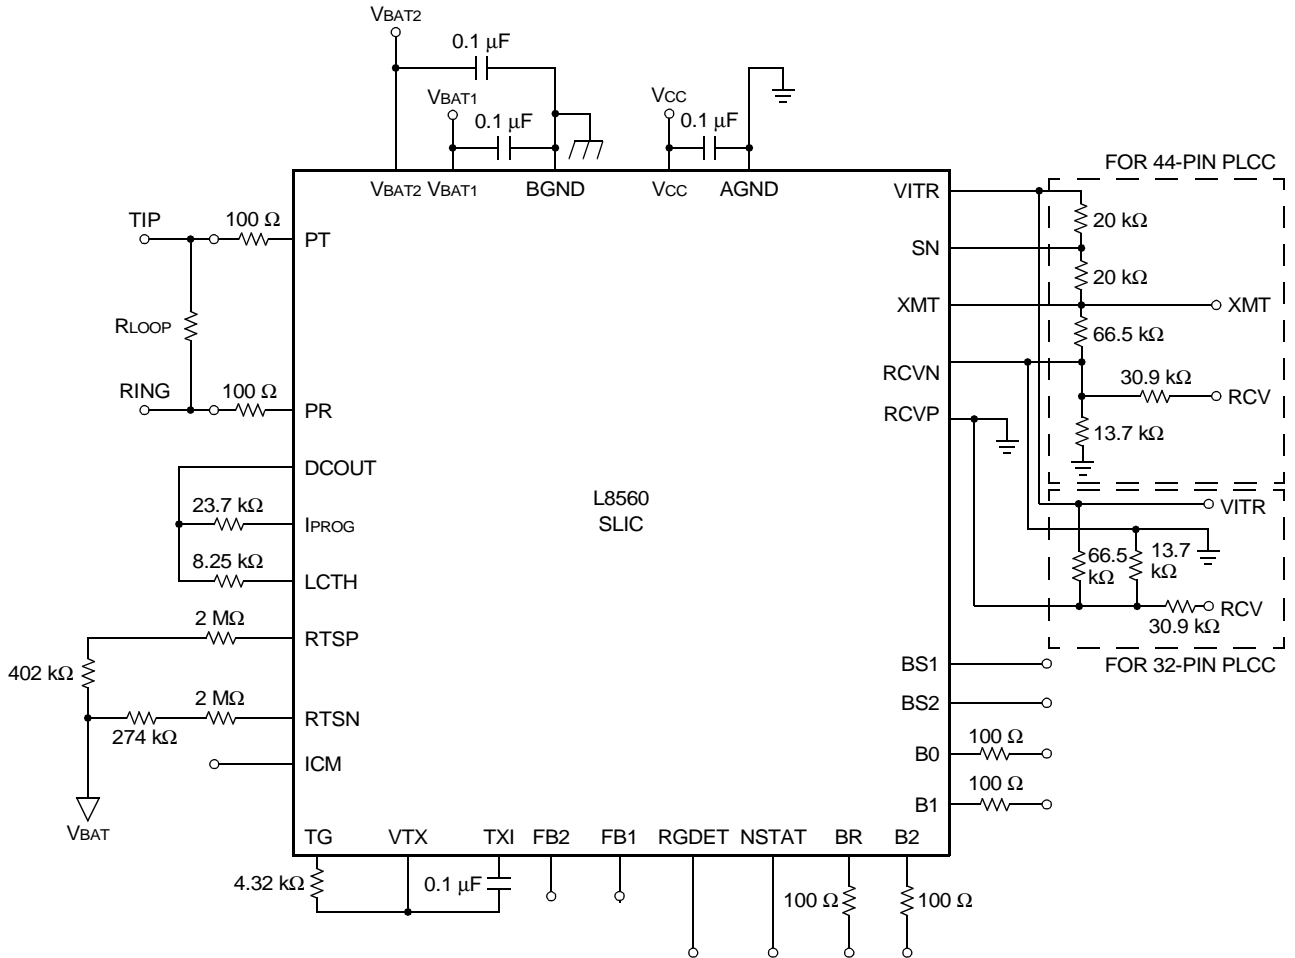 VBAT2
0.1 µF
VBAT1
0.1 µF
VCC
0.1 µF
FOR 44-PIN PLCC
VBAT2 VBAT1 BGND VCC AGND
VITR
20 kΩ
TIP
100 Ω
PT
SN
20 kΩ
XMT
XMT
RLOOP
66.5 kΩ
RCVN
30.9 kΩ
RCV
RING
100 Ω
PR
RCVP
13.7 kΩ
DCOUT
23.7 kΩ
IPROG
L8560
SLIC
VITR
8.25 kΩ
LCTH
66.5
kΩ
13.7
kΩ
RCV
30.9 kΩ
2 MΩ
RTSP
402 kΩ
BS1
FOR 32-PIN PLCC
2 MΩ
RTSN
274 kΩ
BS2
ICM
100 Ω
B0
100 Ω
B1
VBAT
TG VTX TXI FB2 FB1 RGDET NSTAT BR B2
4.32 kΩ
0.1 µF
100 Ω
100 Ω